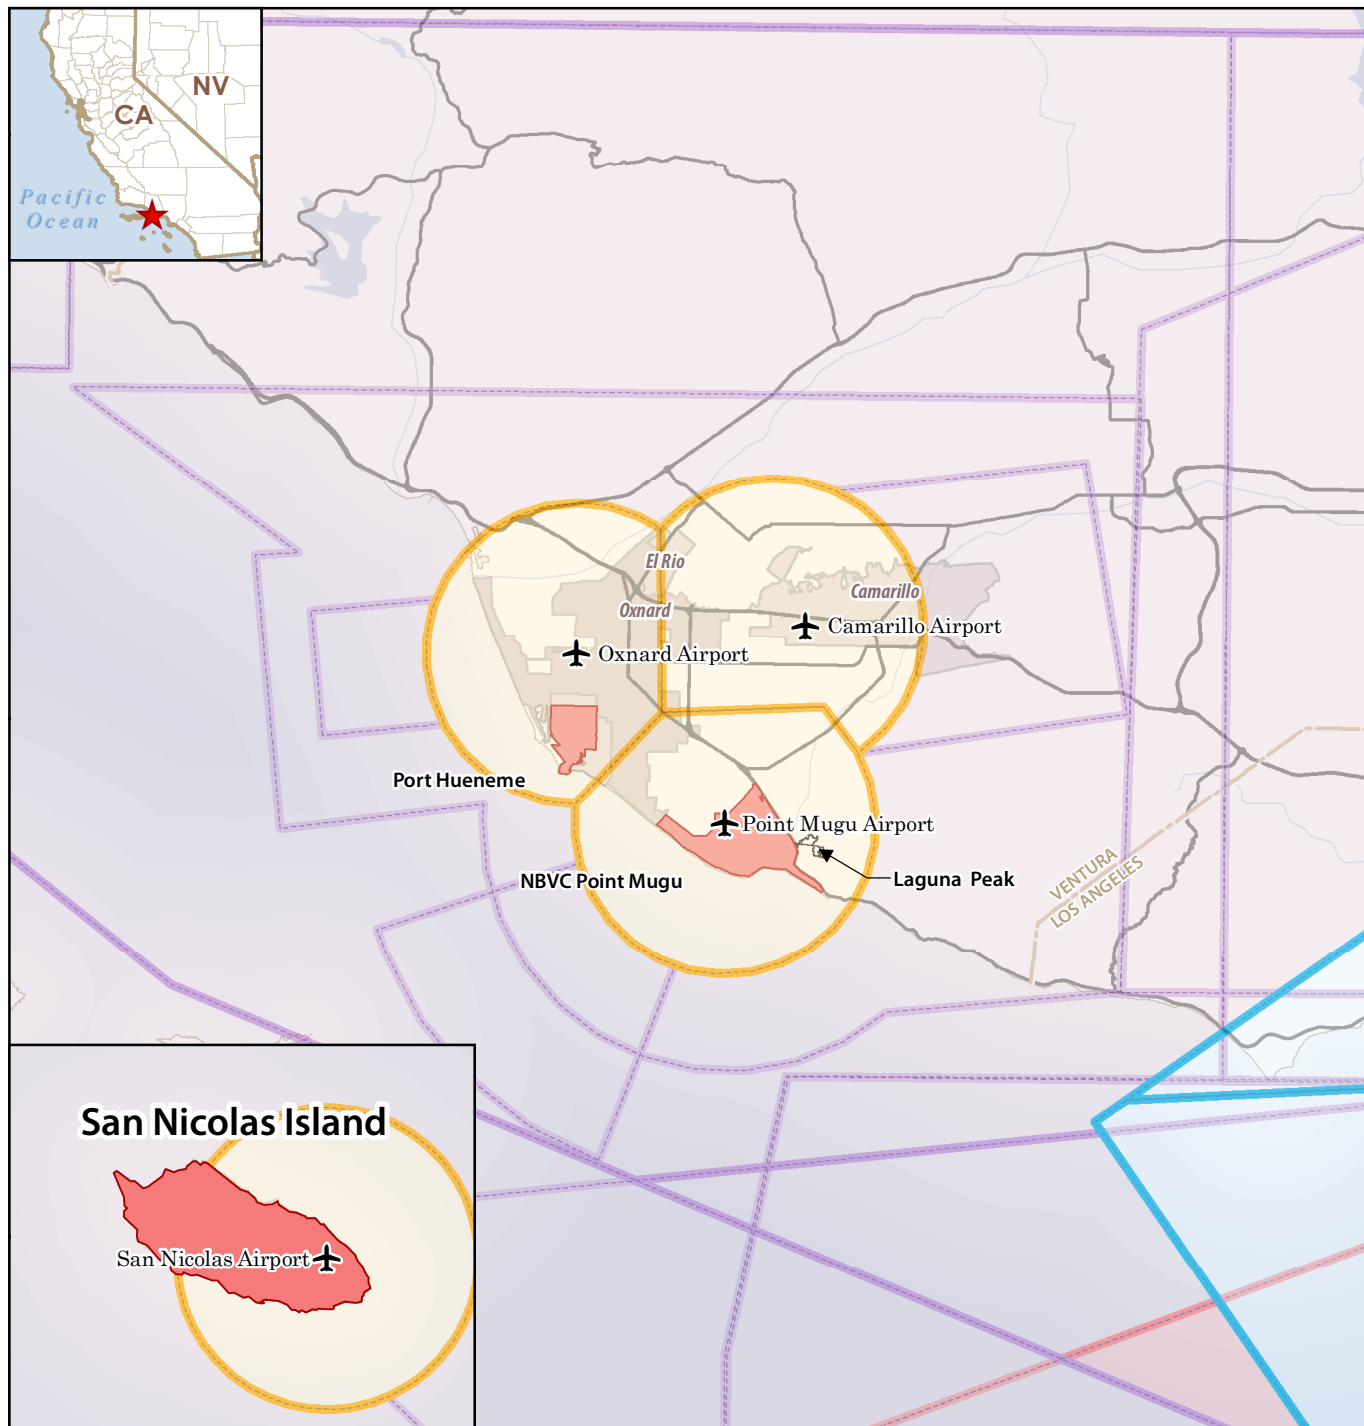 NV
CA
Pacific
Ocean
El Rio
Camarillo
Oxnard
Camarillo Airport
Oxnard Airport
Port Hueneme
Point Mugu Airport
NBVC Point Mugu
Laguna Peak
VENTURA
LOS ANGELES
San Nicolas Island
San Nicolas Airport